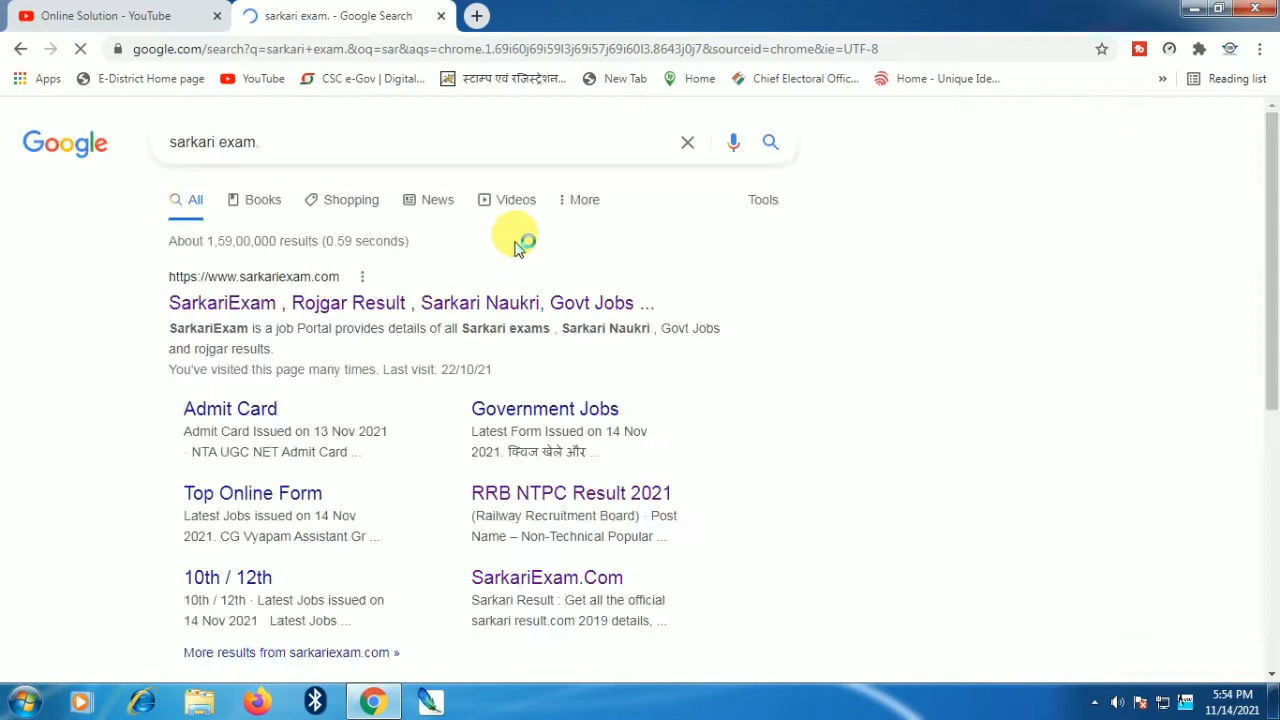 Online Solution - YouTube
sarkari exam. - Google Search
google.com/search?q=sarkari+exam.&oq=sar&aqs=chrome.1.69i60j69i59l3j69i57j69i60l3.8643j0j7&sourceid=chrome&ie=UTF-8
Apps E-District Home page YouTube CSC e-Gov | Digital... स्टाम्प एवं रजिस्ट्रेशन... New Tab Home Chief Electoral Offic... Home - Unique Ide... » Reading list
Google sarkari exam.
All Books Shopping News Videos More Tools
About 1,59,00,000 results (0.59 seconds)
https://www.sarkariexam.com
SarkariExam , Rojgar Result , Sarkari Naukri, Govt Jobs ...
SarkariExam is a job Portal provides details of all Sarkari exams , Sarkari Naukri , Govt Jobs
and rojgar results.
You've visited this page many times. Last visit: 22/10/21
Admit Card
Admit Card Issued on 13 Nov 2021
· NTA UGC NET Admit Card ...
Government Jobs
Latest Form Issued on 14 Nov
2021. क्विज खेले और ...
Top Online Form
Latest Jobs issued on 14 Nov
2021. CG Vyapam Assistant Gr ...
RRB NTPC Result 2021
(Railway Recruitment Board) · Post
Name – Non-Technical Popular ...
10th / 12th
10th / 12th · Latest Jobs issued on
14 Nov 2021 Latest Jobs ...
SarkariExam.Com
Sarkari Result : Get all the official
sarkari result.com 2019 details, ...
More results from sarkariexam.com »
5:54 PM
11/14/2021